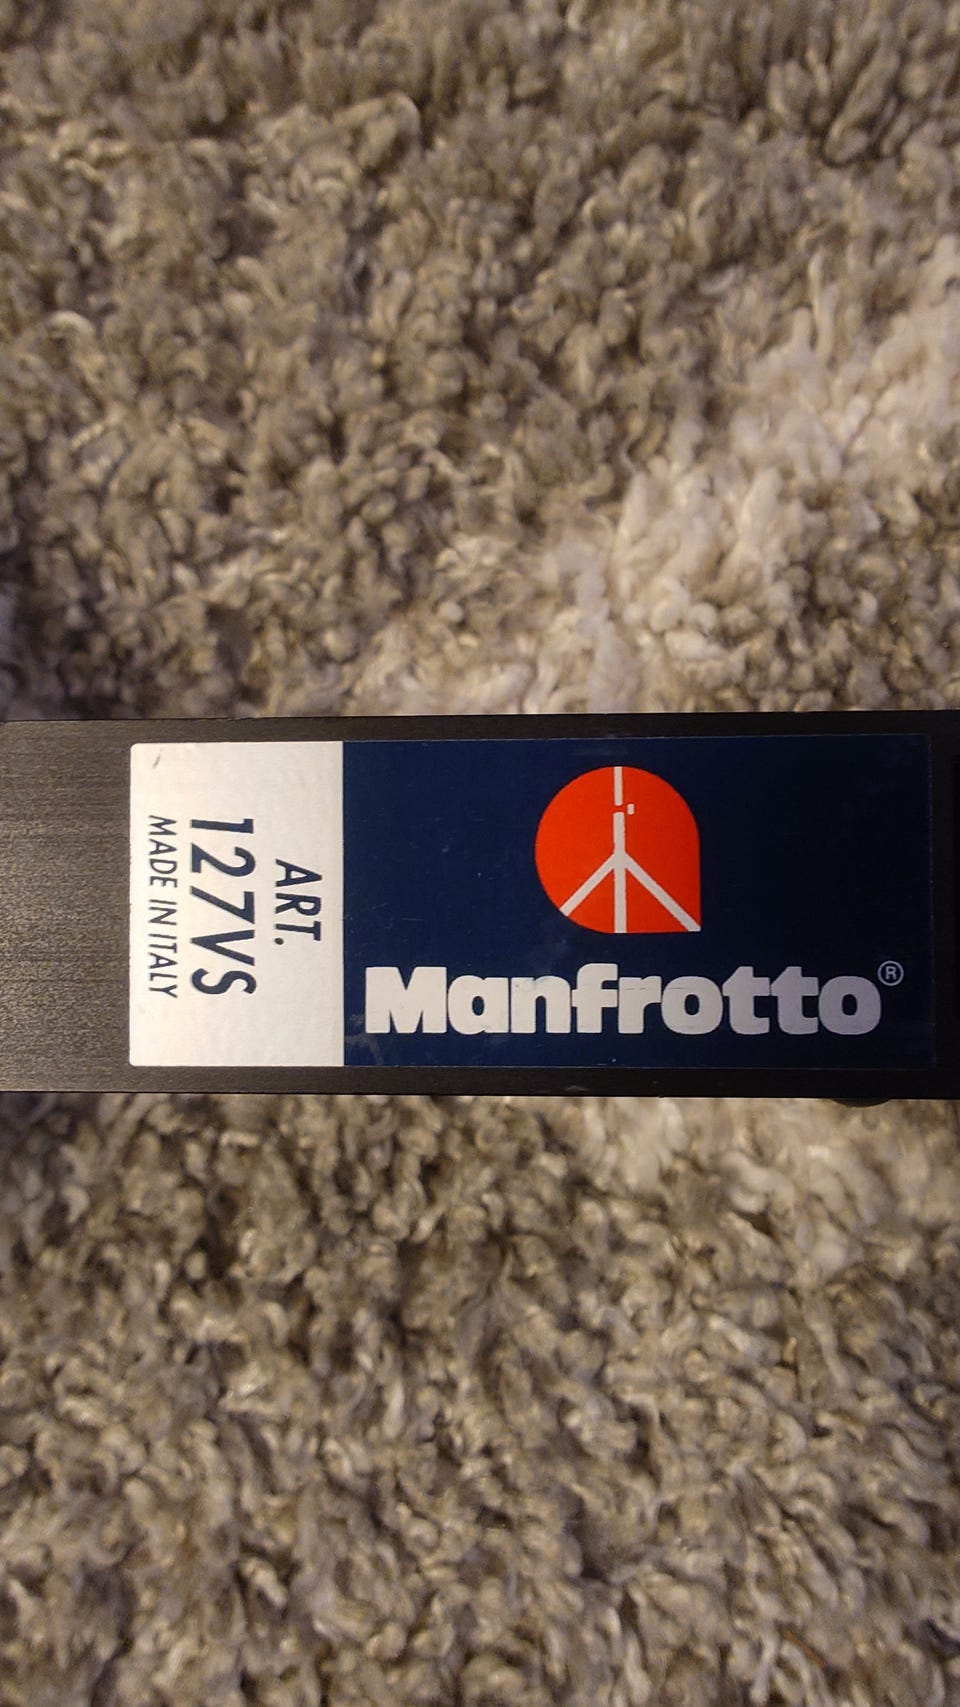 ART.
127VS
MADE IN ITALY
Manfrotto®